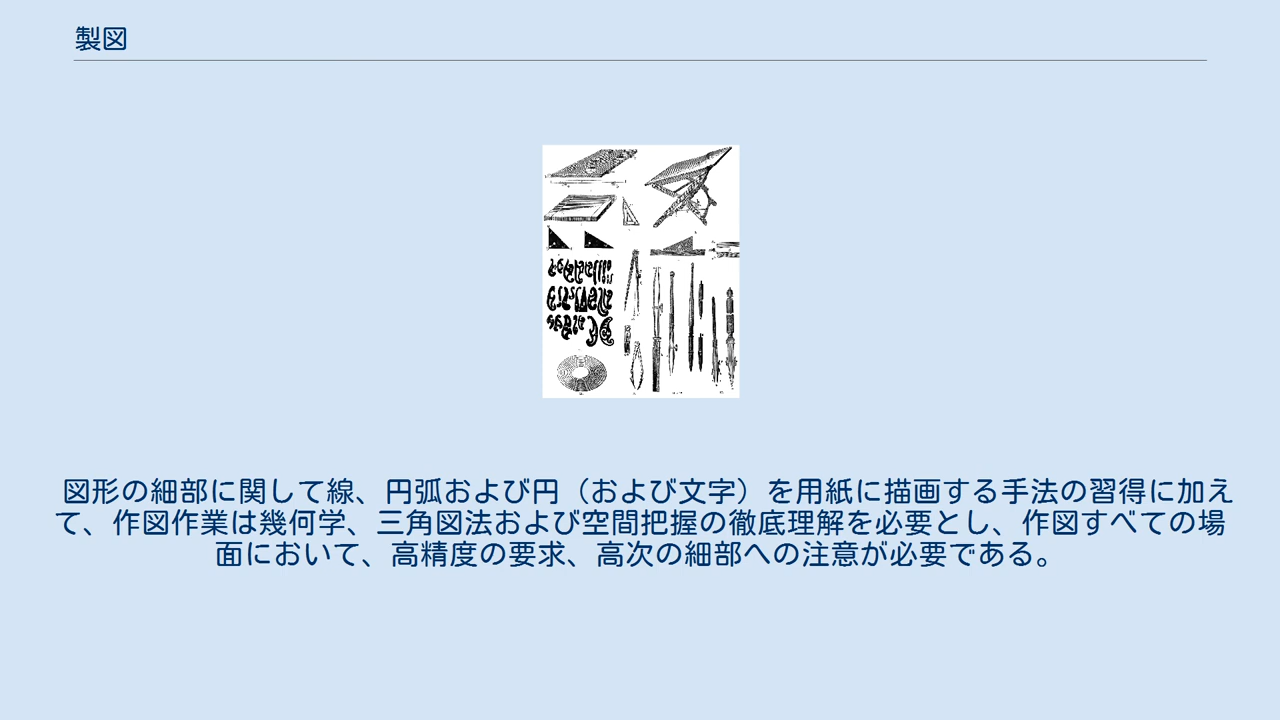 製図
図形の細部に関して線、円弧および円（および文字）を用紙に描画する手法の習得に加え
て、作図作業は幾何学、三角図法および空間把握の徹底理解を必要とし、作図すべての場
面において、高精度の要求、高次の細部への注意が必要である。